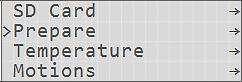 SD Card →
>Prepare →
Temperature →
Motions →